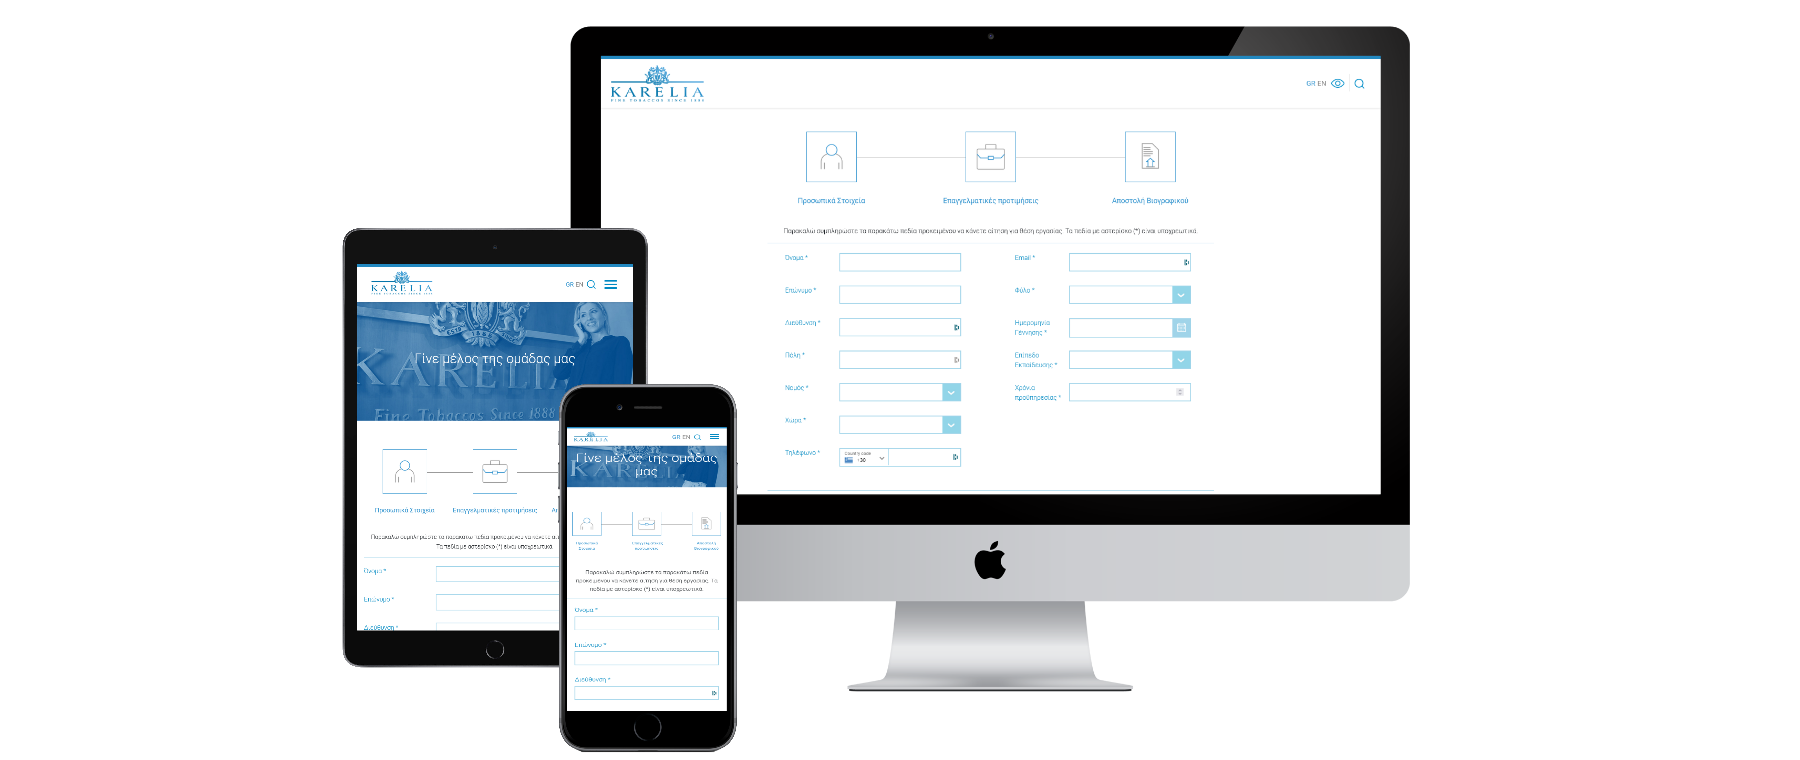 KARELIA
FINE TOBACCOS SINCE 1888
GR EN
Προσωπικά Στοιχεία
Επαγγελματικές προτιμήσεις
Αποστολή Βιογραφικού
Παρακαλώ συμπληρώστε τα παρακάτω πεδία προκειμένου να κάνετε αίτηση για θέση εργασίας. Τα πεδία με αστερίσκο (*) είναι υποχρεωτικά.
Όνομα *
Email *
Επώνυμο *
Φύλο *
Διεύθυνση *
Ημερομηνία
Γέννησης *
Πόλη *
Επίπεδο
Εκπαίδευσης *
Νομός *
Χρόνια
προϋπηρεσίας *
Χώρα *
Τηλέφωνο *
Country code
+30
KARELIA
FINE TOBACCOS SINCE 1888
GR EN
KARELIA
Γίνε μέλος της ομάδας μας
Fine Tobaccos Since 1888
Προσωπικά Στοιχεία
Επαγγελματικές προτιμήσεις
Παρακαλώ συμπληρώστε τα παρακάτω πεδία προκειμένου να κάνετε
Τα πεδία με αστερίσκο (*) είναι υποχρεωτικά.
Όνομα *
Επώνυμο *
Διεύθυνση *
KARELIA
GR EN
Γίνε μέλος της ομάδας
μας
Προσωπικά
Στοιχεία
Επαγγελματικές
προτιμήσεις
Αποστολή
Βιογραφικού
Παρακαλώ συμπληρώστε τα παρακάτω πεδία
προκειμένου να κάνετε αίτηση για θέση εργασίας. Τα
πεδία με αστερίσκο (*) είναι υποχρεωτικά.
Όνομα *
Επώνυμο *
Διεύθυνση *